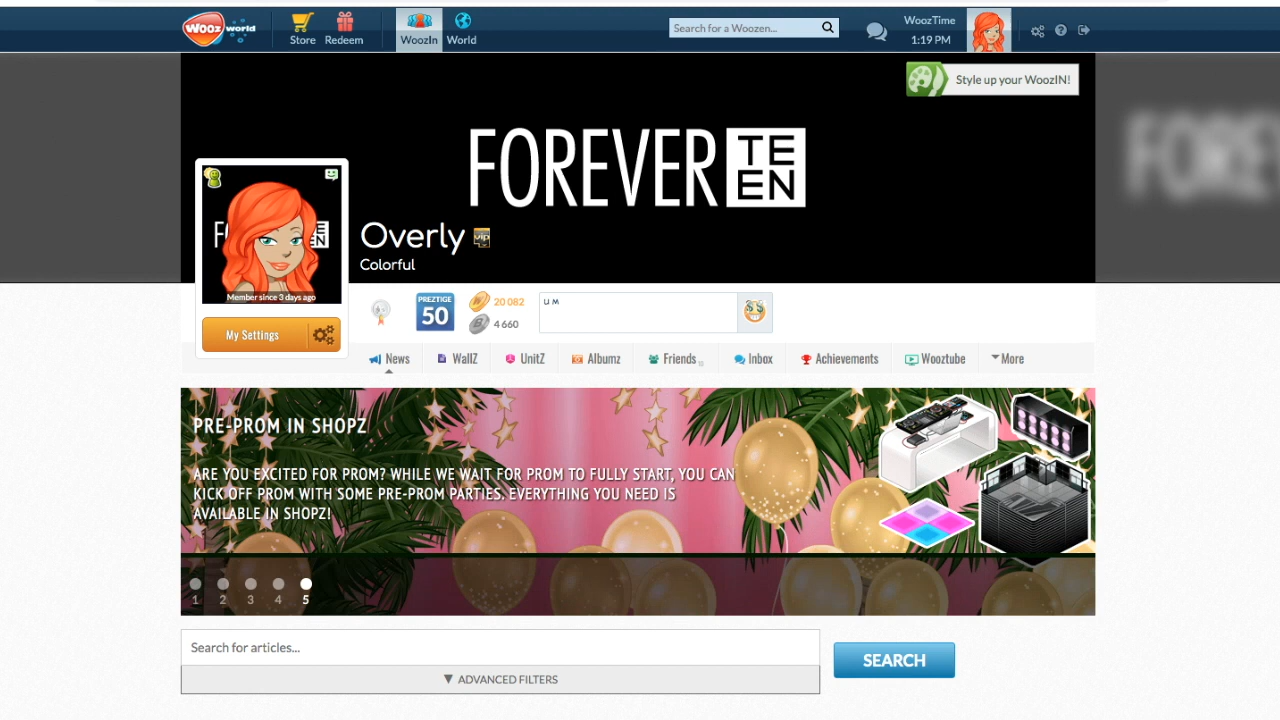 Wooz world
Store
Redeem
WoozIn
World
Search for a Woozen...
WoozTime
1:19 PM
Style up your WoozIN!
FOREVER TE
EN
Overly vip
Colorful
Member since 3 days ago
My Settings
PREZTIGE
50
20 082
4 660
u м
News
WallZ
UnitZ
Albumz
Friends
Inbox
Achievements
Wooztube
More
PRE-PROM IN SHOPZ
ARE YOU EXCITED FOR PROM? WHILE WE WAIT FOR PROM TO FULLY START, YOU CAN
KICK OFF PROM WITH SOME PRE-PROM PARTIES. EVERYTHING YOU NEED IS
AVAILABLE IN SHOPZ!
1 2 3 4 5
Search for articles...
SEARCH
▼ ADVANCED FILTERS